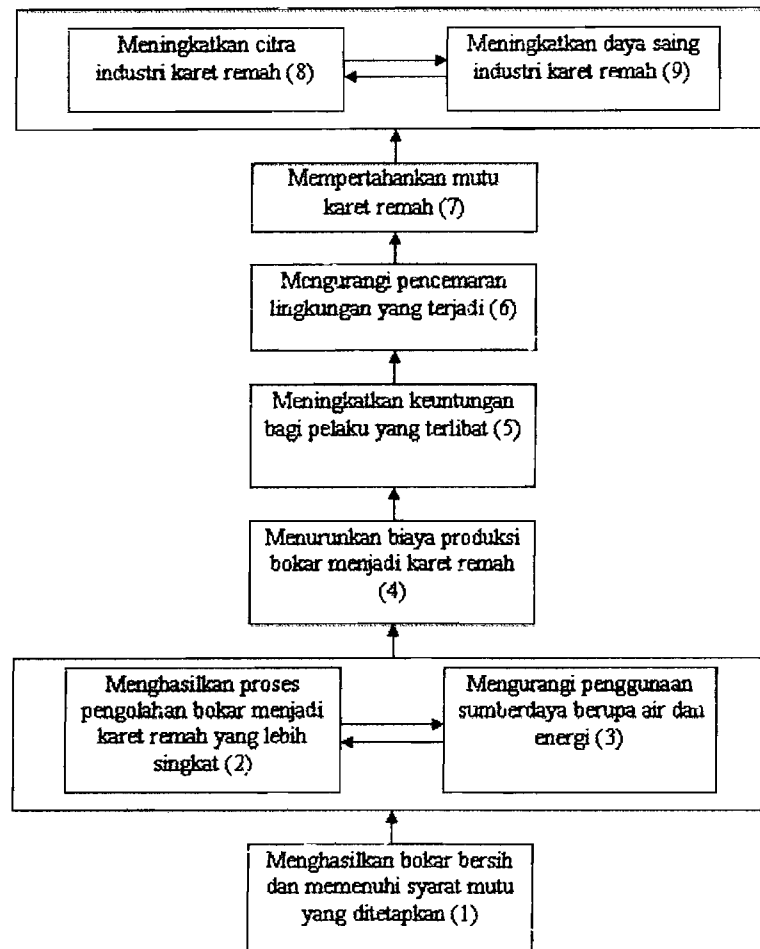 Meningkatkan citra
industri karet remah (8)
Meningkatkan daya saing
industri karet remah (9)
Mempertahankan mutu
karet remah (7)
Mengurangi pencemaran
lingkungan yang terjadi (6)
Meningkatkan keuntungan
bagi pelaku yang terlibat (5)
Menurunkan biaya produksi
bokar menjadi karet remah
(4)
Menghasilkan proses
pengolahan bokar menjadi
karet remah yang lebih
singkat (2)
Mengurangi penggunaan
sumberdaya berupa air dan
energi (3)
Menghasilkan bokar bersih
dan memenuhi syarat mutu
yang ditetapkan (1)